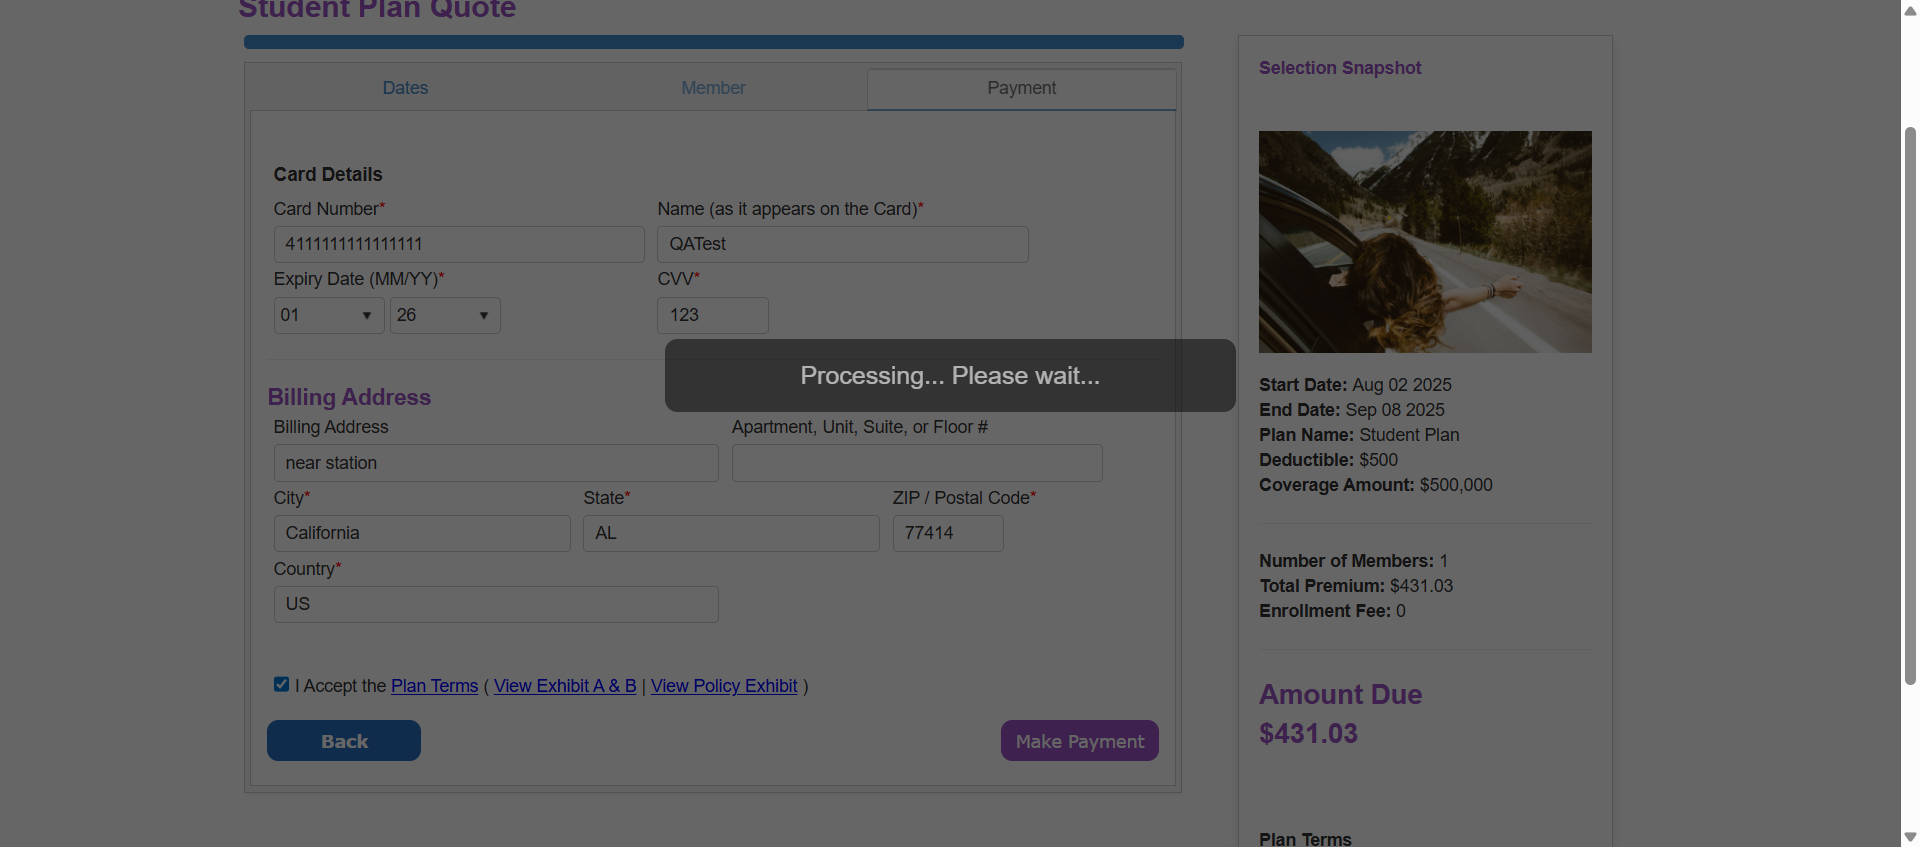 Student Plan Quote
Dates Member Payment
Card Details
Card Number* Name (as it appears on the Card)*
4111111111111111 QATest
Expiry Date (MM/YY)* CVV*
01 26 123
Processing... Please wait...
Billing Address
Billing Address Apartment, Unit, Suite, or Floor #
near station
City* State* ZIP / Postal Code*
California AL 77414
Country*
US
I Accept the Plan Terms ( View Exhibit A & B | View Policy Exhibit )
Back Make Payment
Selection Snapshot
Start Date: Aug 02 2025
End Date: Sep 08 2025
Plan Name: Student Plan
Deductible: $500
Coverage Amount: $500,000
Number of Members: 1
Total Premium: $431.03
Enrollment Fee: 0
Amount Due
$431.03
Plan Terms